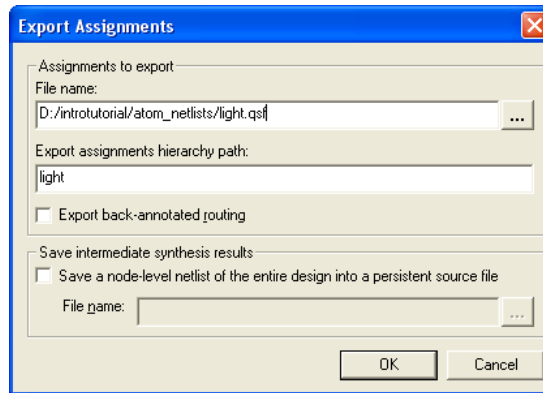 Export Assignments
Assignments to export
File name:
D:/introtutorial/atom_netlists/light.qsf
...
Export assignments hierarchy path:
light
Export back-annotated routing
Save intermediate synthesis results
Save a node-level netlist of the entire design into a persistent source file
File name:
...
OK
Cancel